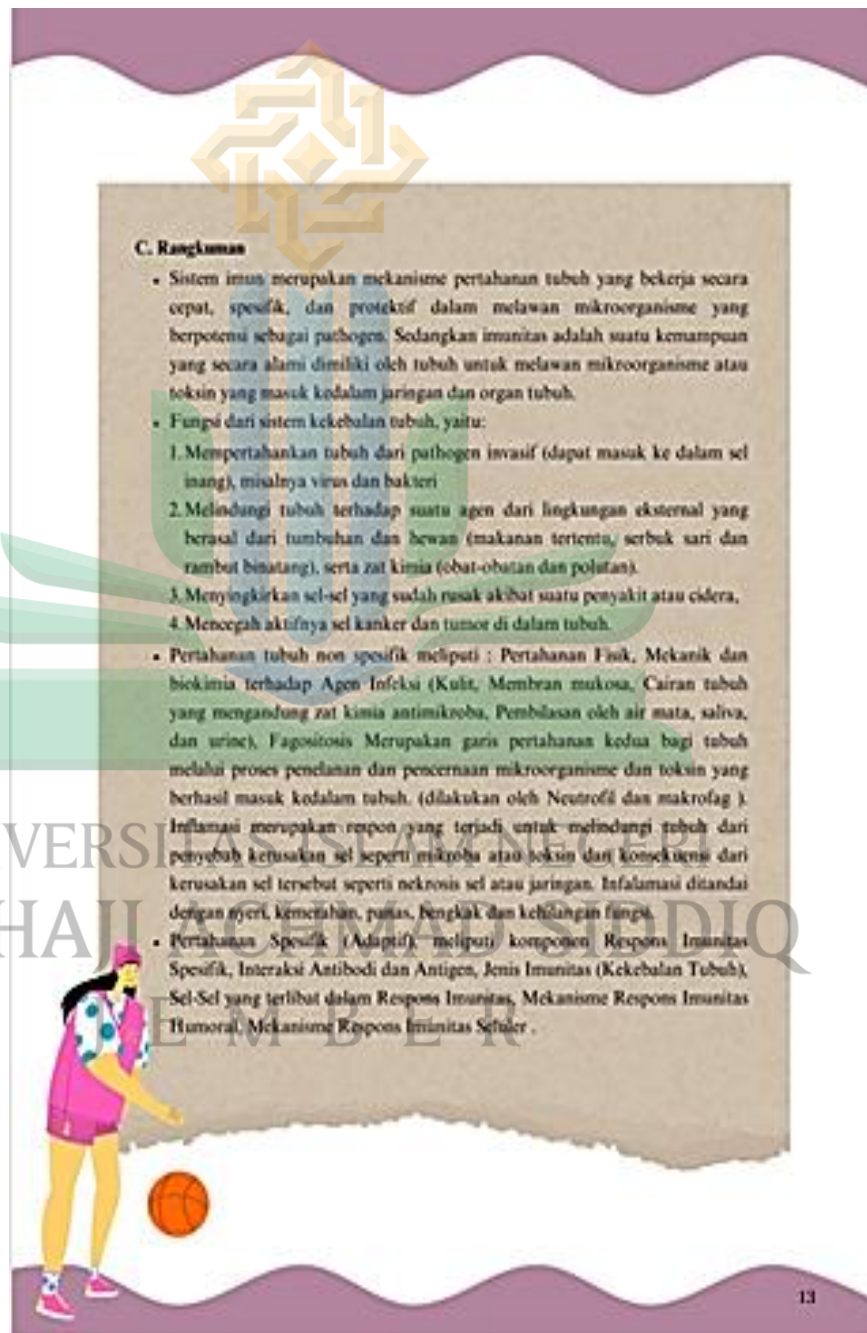 C. Rangkuman
• Sistem imun merupakan mekanisme pertahanan tubuh yang bekerja secara
cepat, spesifik, dan protektif dalam melawan mikroorganisme yang
berpotensi sebagai pathogen. Sedangkan imunitas adalah suatu kemampuan
yang secara alami dimiliki oleh tubuh untuk melawan mikroorganisme atau
toksin yang masuk kedalam jaringan dan organ tubuh.
• Fungsi dari sistem kekebalan tubuh, yaitu:
1. Mempertahankan tubuh dari pathogen invasif (dapat masuk ke dalam sel
inang), misalnya virus dan bakteri
2. Melindungi tubuh terhadap suatu agen dari lingkungan eksternal yang
berasal dari tumbuhan dan hewan (makanan tertentu, serbuk sari dan
rambut binatang), serta zat kimia (obat-obatan dan polutan).
3. Menyingkirkan sel-sel yang sudah rusak akibat suatu penyakit atau cidera,
4. Mencegah aktifnya sel kanker dan tumor di dalam tubuh.
• Pertahanan tubuh non spesifik meliputi : Pertahanan Fisik, Mekanik dan
biokimia terhadap Agen Infeksi (Kulit, Membran mukosa, Cairan tubuh
yang mengandung zat kimia antimikroba, Pembilasan oleh air mata, saliva,
dan urine), Fagositosis Merupakan garis pertahanan kedua bagi tubuh
melalui proses penelanan dan pencernaan mikroorganisme dan toksin yang
berhasil masuk kedalam tubuh. (dilakukan oleh Neutrofil dan makrofag ).
Inflamasi merupakan respon yang terjadi untuk melindungi tubuh dari
penyebab kerusakan sel seperti mikroba atau toksin dan konsekuensi dari
kerusakan sel tersebut seperti nekrosis sel atau jaringan. Infalamasi ditandai
dengan nyeri, kemerahan, panas, bengkak dan kehilangan fungsi.
• Pertahanan Spesifik (Adaptif), meliputi komponen Respons Imunitas
Spesifik, Interaksi Antibodi dan Antigen, Jenis Imunitas (Kekebalan Tubuh),
Sel-Sel yang terlibat dalam Respons Imunitas, Mekanisme Respons Imunitas
Humoral, Mekanisme Respons Imunitas Seluler .
VERSITAS ISLAM NEGERI
HAJI ACHMAD SIDDIQ
JEMBER
13